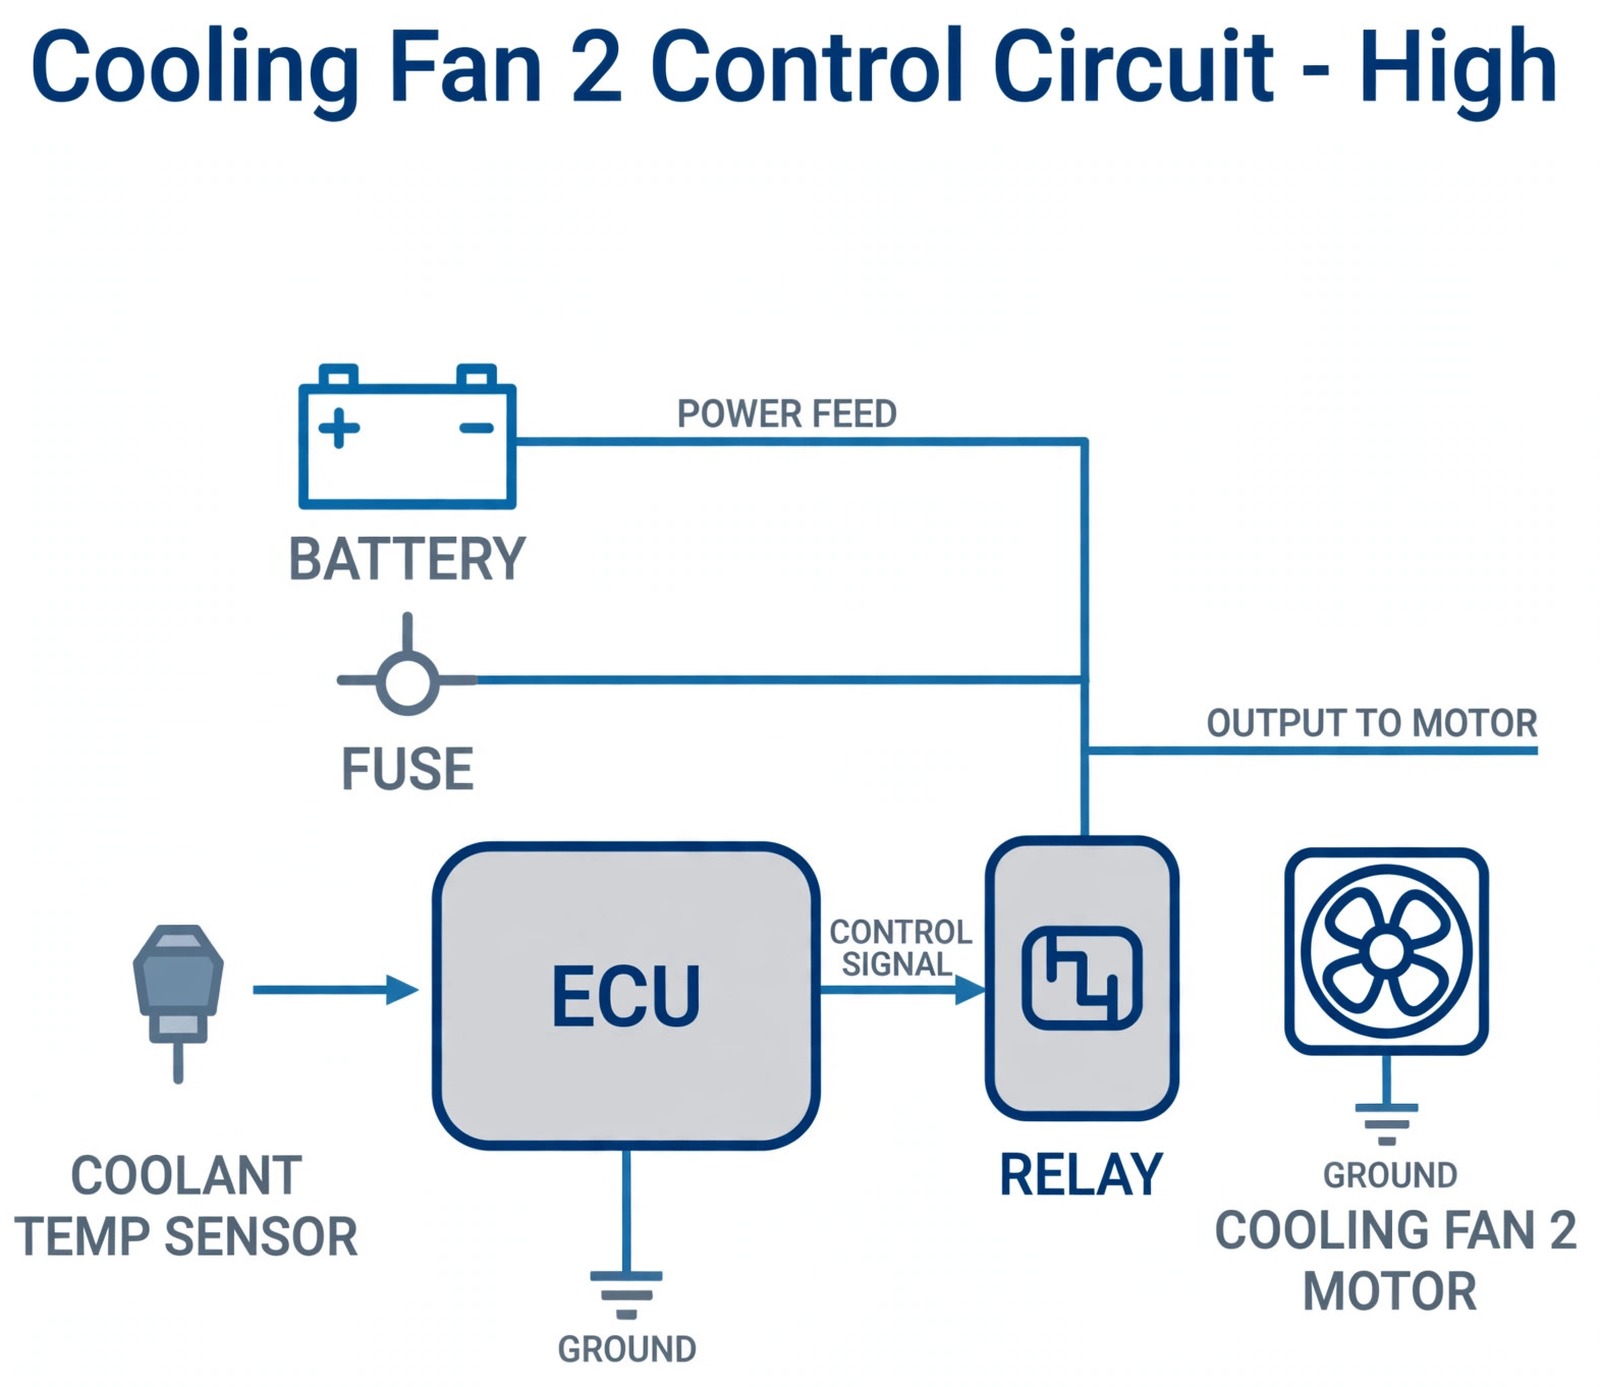 Cooling Fan 2 Control Circuit - High
POWER FEED
BATTERY
FUSE
OUTPUT TO MOTOR
CONTROL
SIGNAL
ECU
RELAY
COOLANT
TEMP SENSOR
GROUND
COOLING FAN 2
MOTOR
GROUND